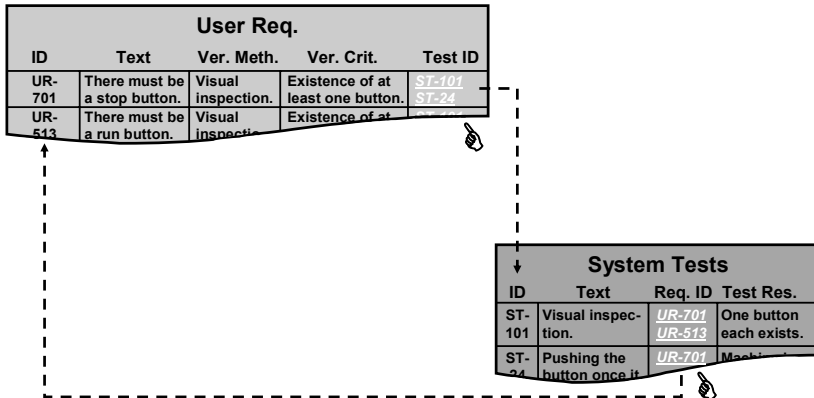 User Req.
ID Text Ver. Meth. Ver. Crit. Test ID
UR- There must be Visual Existence of at ST-101
701 a stop button. inspection. least one button. ST-24
UR- There must be Visual Existence of at
513 a run button.
System Tests
ID Text Req. ID Test Res.
ST- Visual inspec- UR-701 One button
101 tion. UR-513 each exists.
ST- Pushing the UR-701
24 button once it